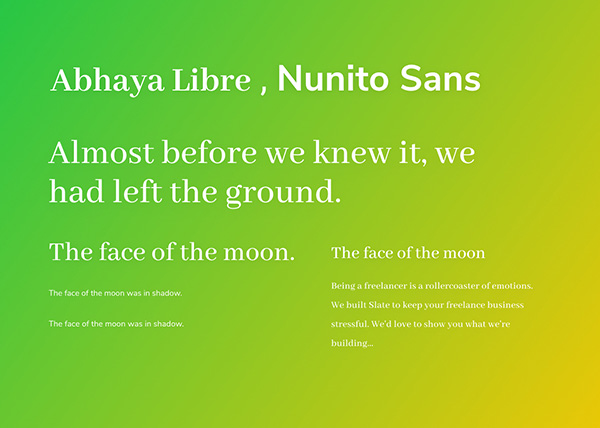 Abhaya Libre , Nunito Sans
Almost before we knew it, we
had left the ground.
The face of the moon.
The face of the moon was in shadow.
The face of the moon was in shadow.
The face of the moon
Being a freelancer is a rollercoaster of emotions.
We built Slate to keep your freelance business
stressful. We'd love to show you what we're
building...